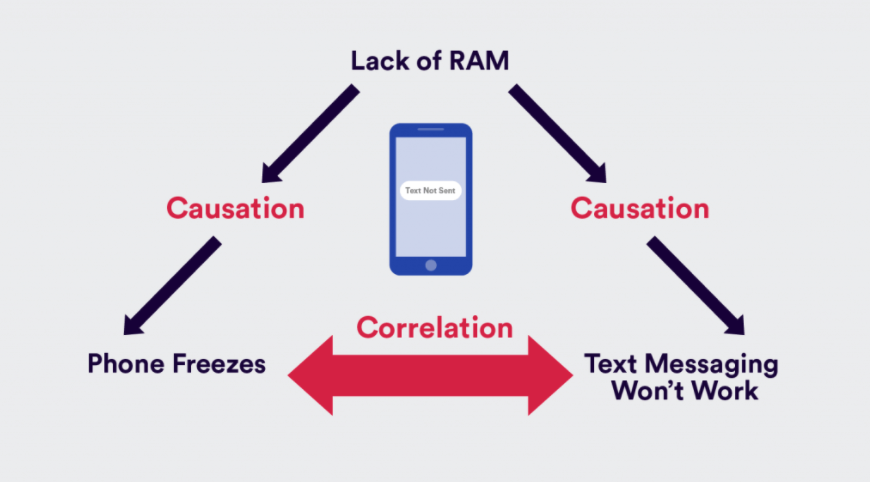 Lack of RAM
Text Not Sent
Causation
Causation
Correlation
Phone Freezes
Text Messaging
Won't Work